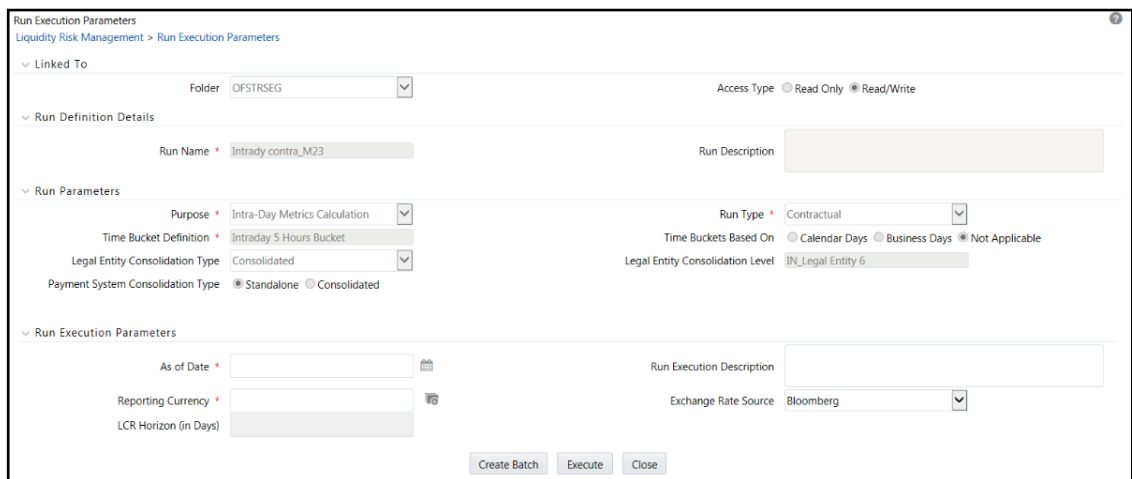 Run Execution Parameters
Liquidity Risk Management > Run Execution Parameters
Linked To
Folder OFSTRSEG Access Type Read Only Read/Write
Run Definition Details
Run Name * Intrady contra_M23 Run Description
Run Parameters
Purpose * Intra-Day Metrics Calculation Run Type * Contractual
Time Bucket Definition * Intraday 5 Hours Bucket Time Buckets Based On Calendar Days Business Days Not Applicable
Legal Entity Consolidation Type Consolidated Legal Entity Consolidation Level IN_Legal Entity 6
Payment System Consolidation Type Standalone Consolidated
Run Execution Parameters
As of Date * Run Execution Description
Reporting Currency * Exchange Rate Source Bloomberg
LCR Horizon (in Days)
Create Batch Execute Close